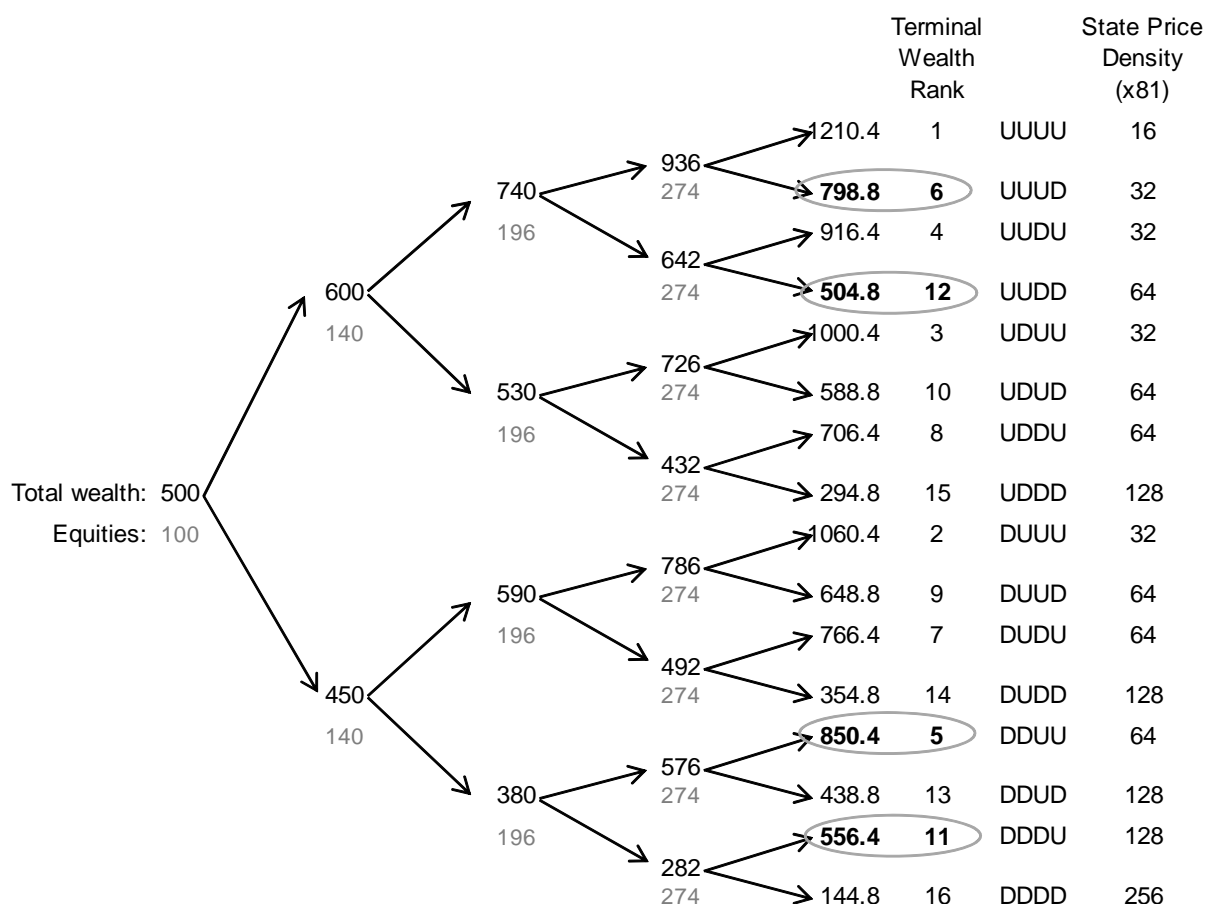 Terminal Wealth Rank
State Price Density (x81)
1210.4 1 UUUU 16
936
274
740
196
798.8 6 UUUD 32
916.4 4 UUDU 32
642
274
600
140
504.8 12 UUDD 64
1000.4 3 UDUU 32
726
274
530
196
588.8 10 UDUD 64
706.4 8 UDDU 64
432
274
Total wealth: 500
Equities: 100
294.8 15 UDDD 128
1060.4 2 DUUU 32
786
274
590
196
648.8 9 DUUD 64
766.4 7 DUDU 64
492
274
450
140
354.8 14 DUDD 128
850.4 5 DDUU 64
576
274
380
196
438.8 13 DDUD 128
556.4 11 DDDU 128
282
274
144.8 16 DDDD 256